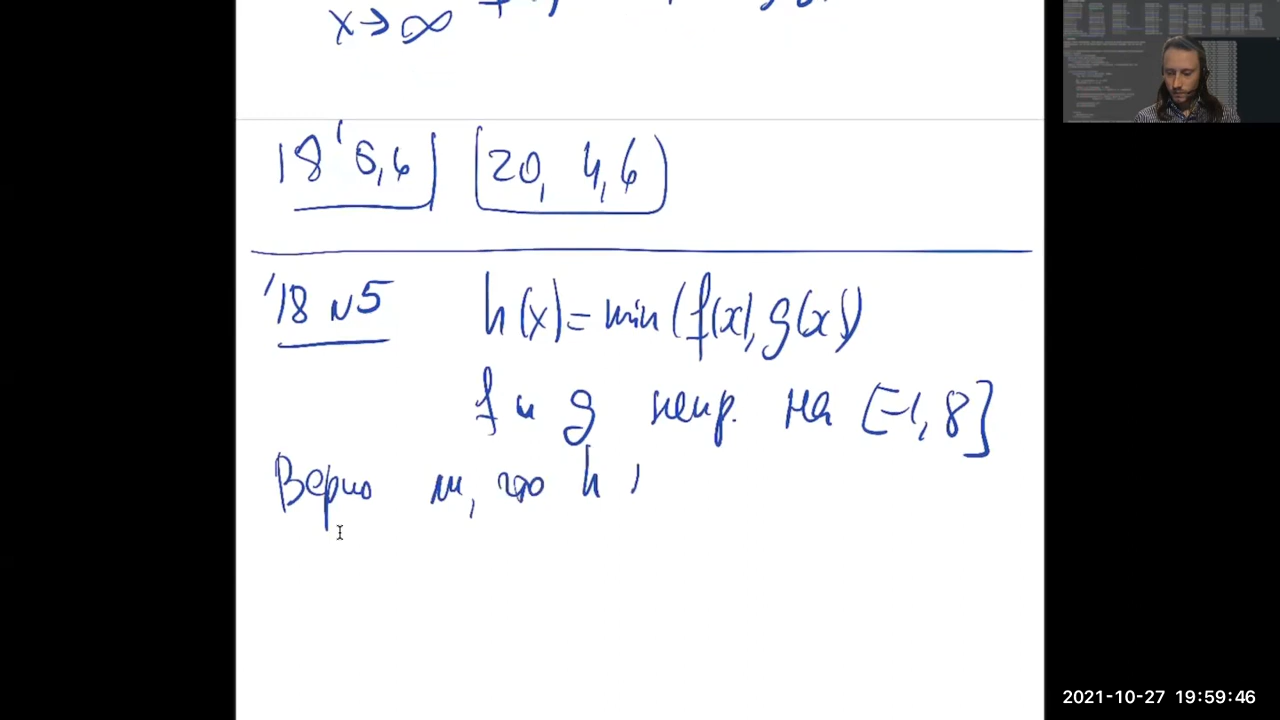 x → ∞
18' 5,6] [20, 4,6]
'18 N5 h(x) = min(f(x), g(x))
f и g непр. на [-1, 8]
Верно ли, что h
2021-10-27 19:59:46